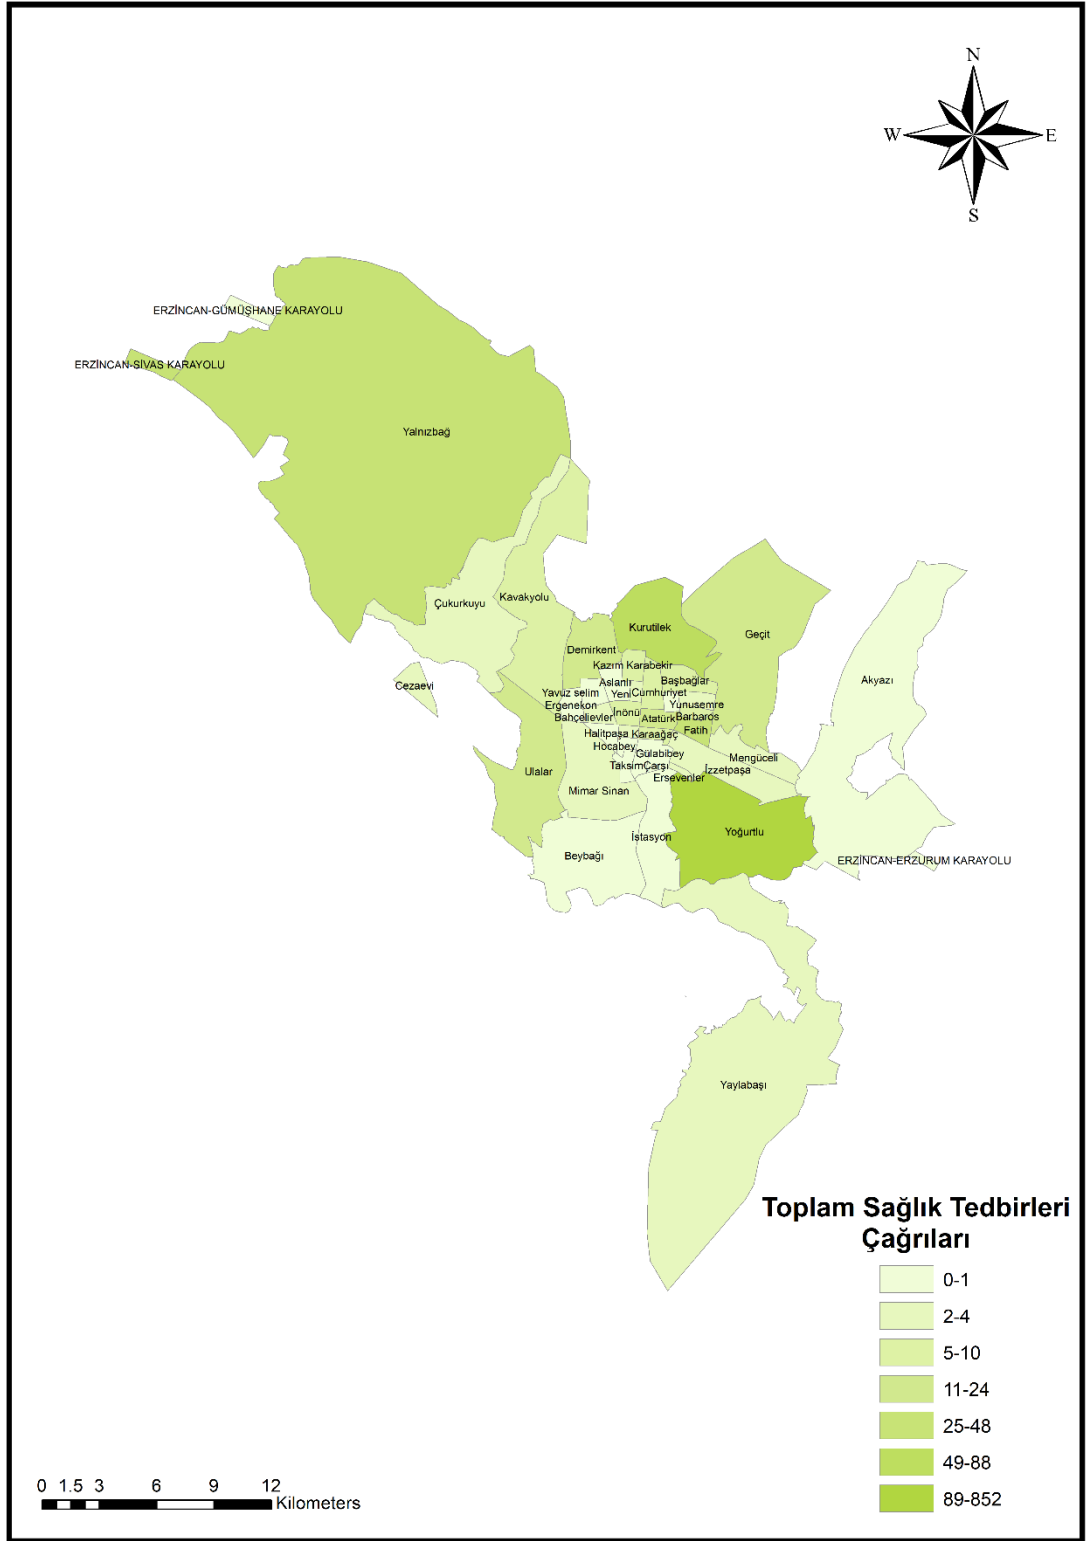 N
W
E
S
ERZİNCAN-GÜMÜŞHANE KARAYOLU
ERZİNCAN-SİVAS KARAYOLU
Yalnızbağ
Kavakyolu
Çukurkuyu
Kurutilek
Geçit
Demirkent
Kazım Karabekir
Aslanlı
Başbağlar
Akyazı
Cezaevi
Yavuz selim
Yeni
Cumhuriyet
Ergenekon
Yunusemre
Bahçelievler
İnönü
Atatürk
Barbaros
Halitpaşa
Karaağaç
Fatih
Hocabey
Gülabibey
Mengüceli
Taksim
Çarşı
İzzetpaşa
Ulalar
Ersevenler
Mimar Sinan
İstasyon
Yoğurtlu
Beybağı
ERZİNCAN-ERZURUM KARAYOLU
Yaylabaşı
Toplam Sağlık Tedbirleri
Çağrıları
0-1
2-4
5-10
11-24
25-48
49-88
89-852
0 1.5 3 6 9 12
Kilometers